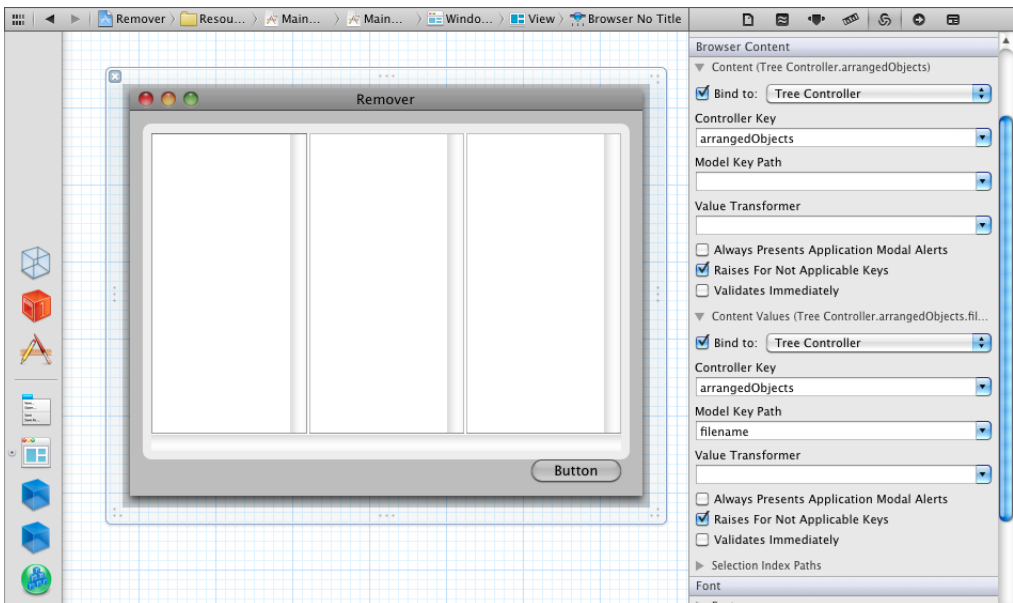 Remover
Resou...
Main...
Main...
Windo...
View
Browser No Title
Remover
Button
Browser Content
Content (Tree Controller.arrangedObjects)
Bind to: Tree Controller
Controller Key
arrangedObjects
Model Key Path
Value Transformer
Always Presents Application Modal Alerts
Raises For Not Applicable Keys
Validates Immediately
Content Values (Tree Controller.arrangedObjects.fil...
Bind to: Tree Controller
Controller Key
arrangedObjects
Model Key Path
filename
Value Transformer
Always Presents Application Modal Alerts
Raises For Not Applicable Keys
Validates Immediately
Selection Index Paths
Font